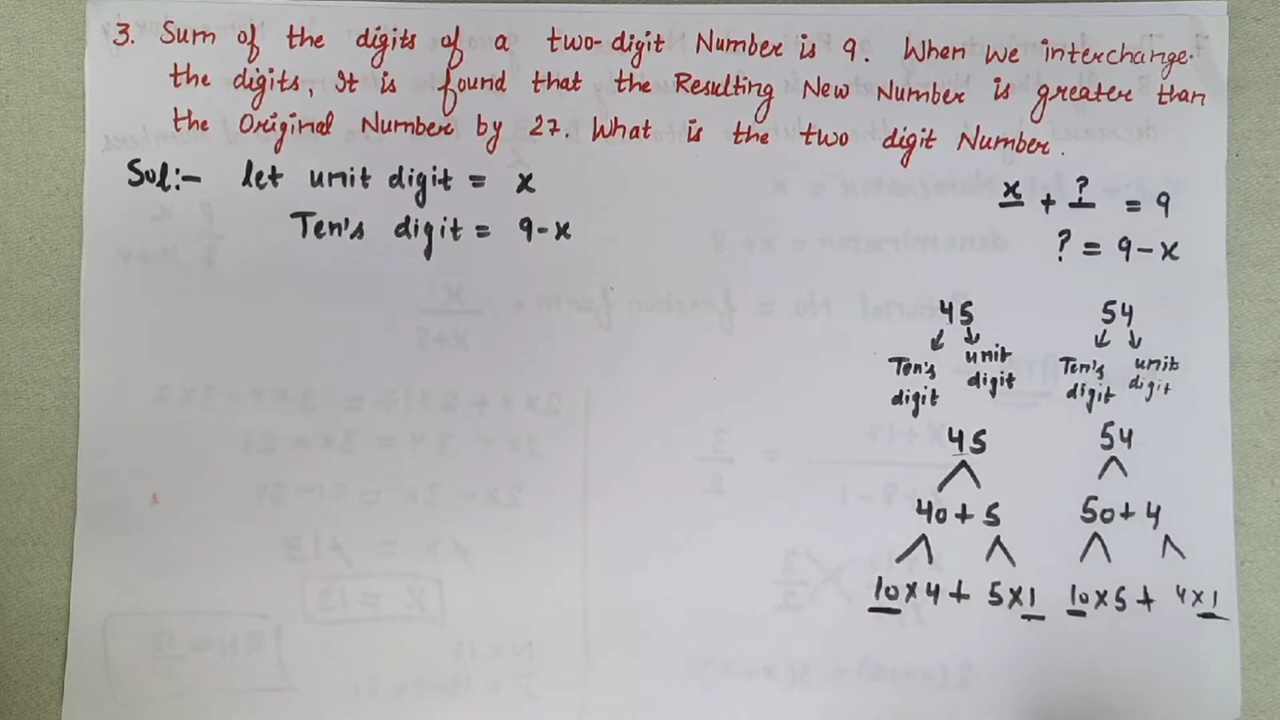 3. Sum of the digits of a two-digit Number is 9. When we interchange
the digits, It is found that the Resulting New Number is greater than
the Original Number by 27. What is the two digit Number.
Sol:- let unit digit = x
Ten's digit = 9-x
x + ? = 9
? = 9-x
45 54
Ten's digit unit digit Ten's digit unit digit
45 54
40+5 50+4
10×4 + 5×1 10×5 + 4×1